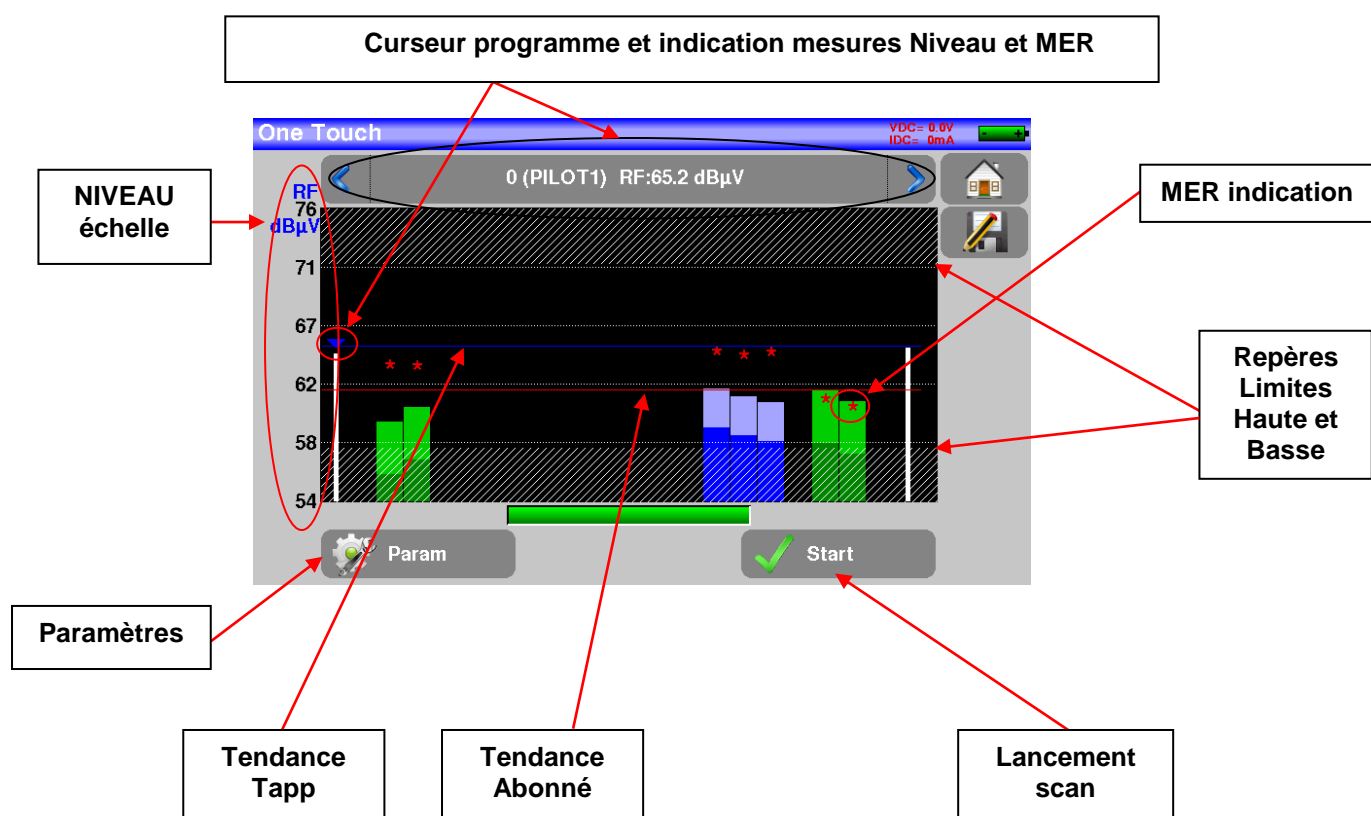 Curseur programme et indication mesures Niveau et MER
One Touch
VDC= 0.0V
IDC= 0mA
0 (PILOT1) RF:65.2 dBµV
NIVEAU
échelle
MER indication
RF
76
dBµV
71
67
62
58
54
* *
* * *
* *
Repères
Limites
Haute et
Basse
Param
Start
Paramètres
Tendance
Tapp
Tendance
Abonné
Lancement
scan